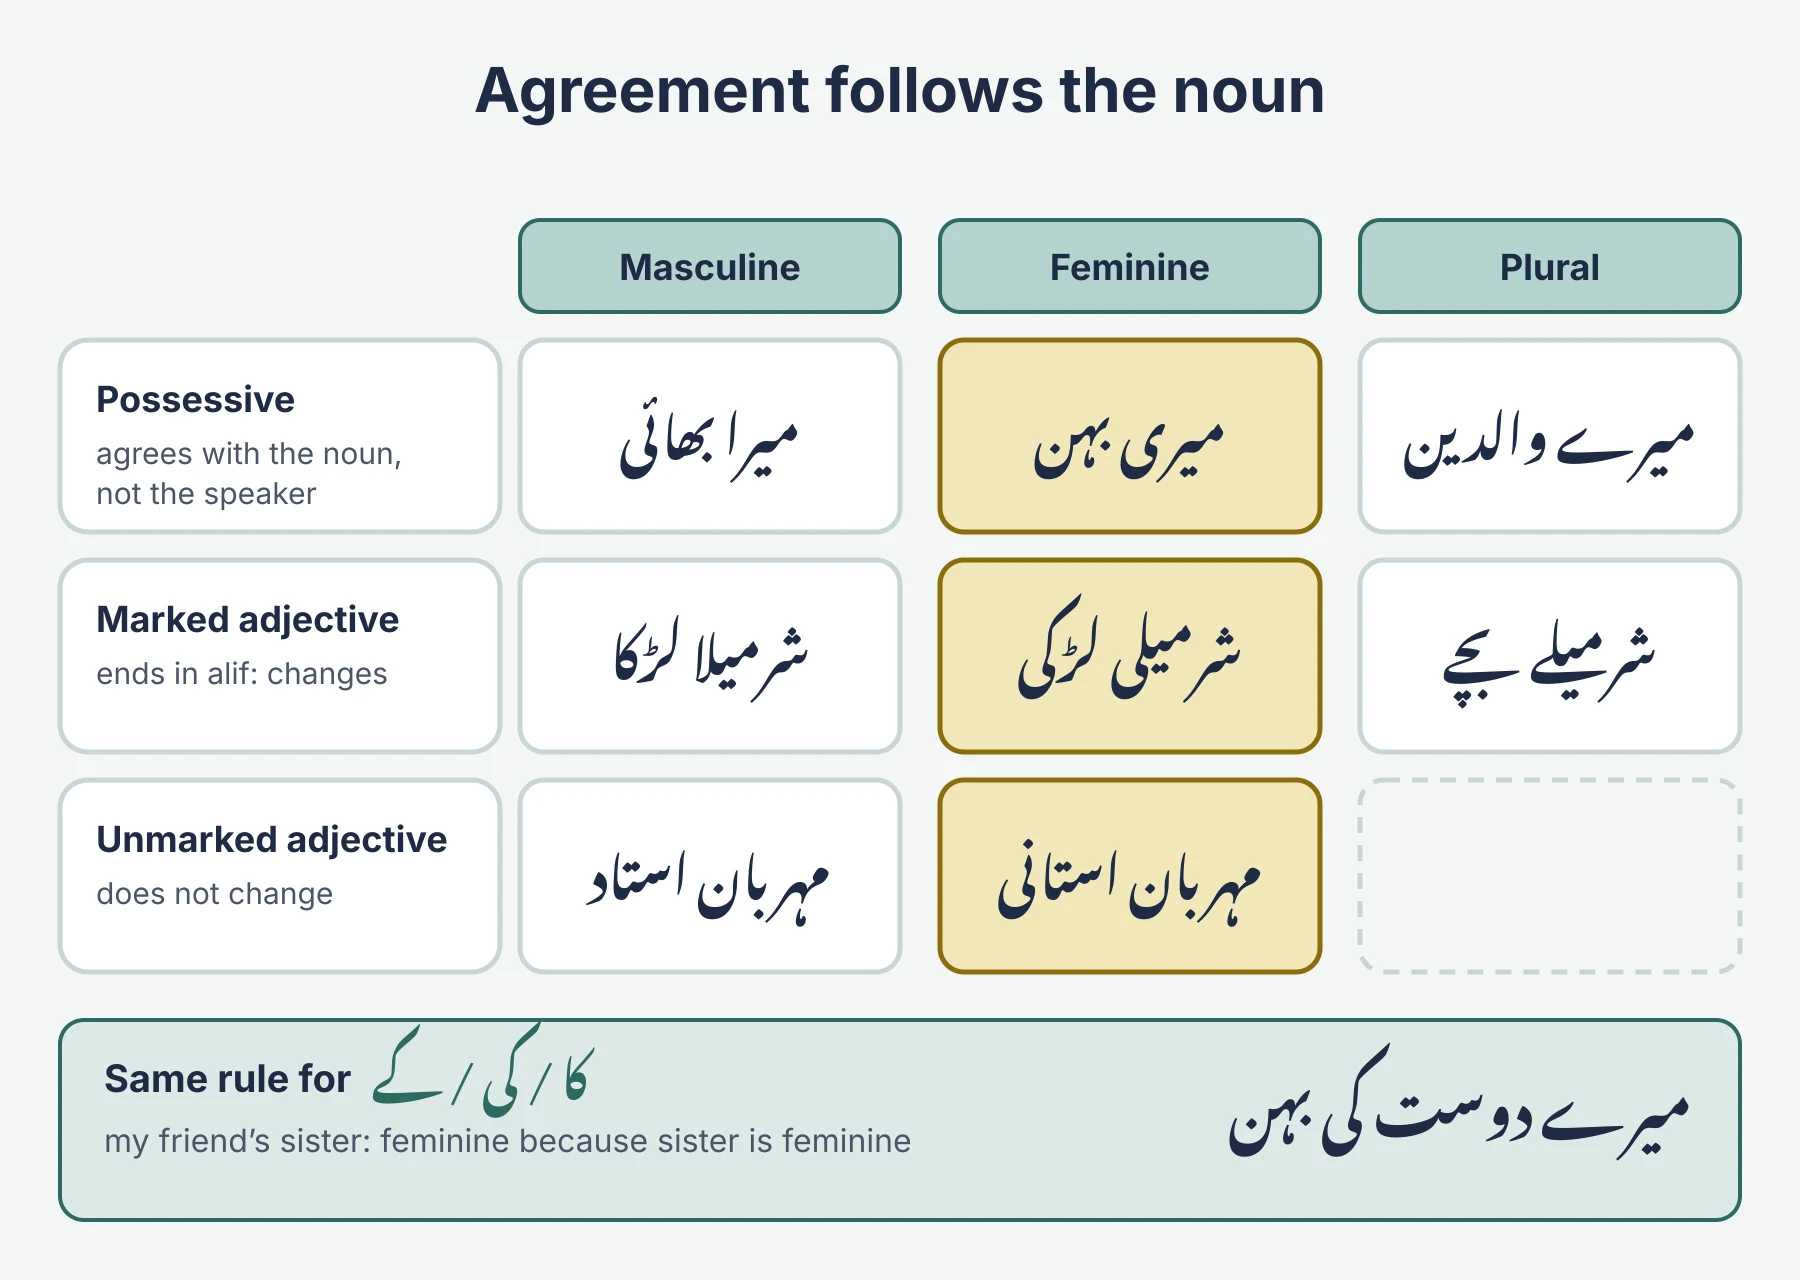 Agreement follows the noun
Masculine
Feminine
Plural
Possessive
agrees with the noun,
not the speaker
میرا بھائی
میری بہن
میرے والدین
Marked adjective
ends in alif: changes
شرمیلا لڑکا
شرمیلی لڑکی
شرمیلے بچے
Unmarked adjective
does not change
مہربان استاد
مہربان استانی
Same rule for کا / کی / کے
my friend’s sister: feminine because sister is feminine
میرے دوست کی بہن